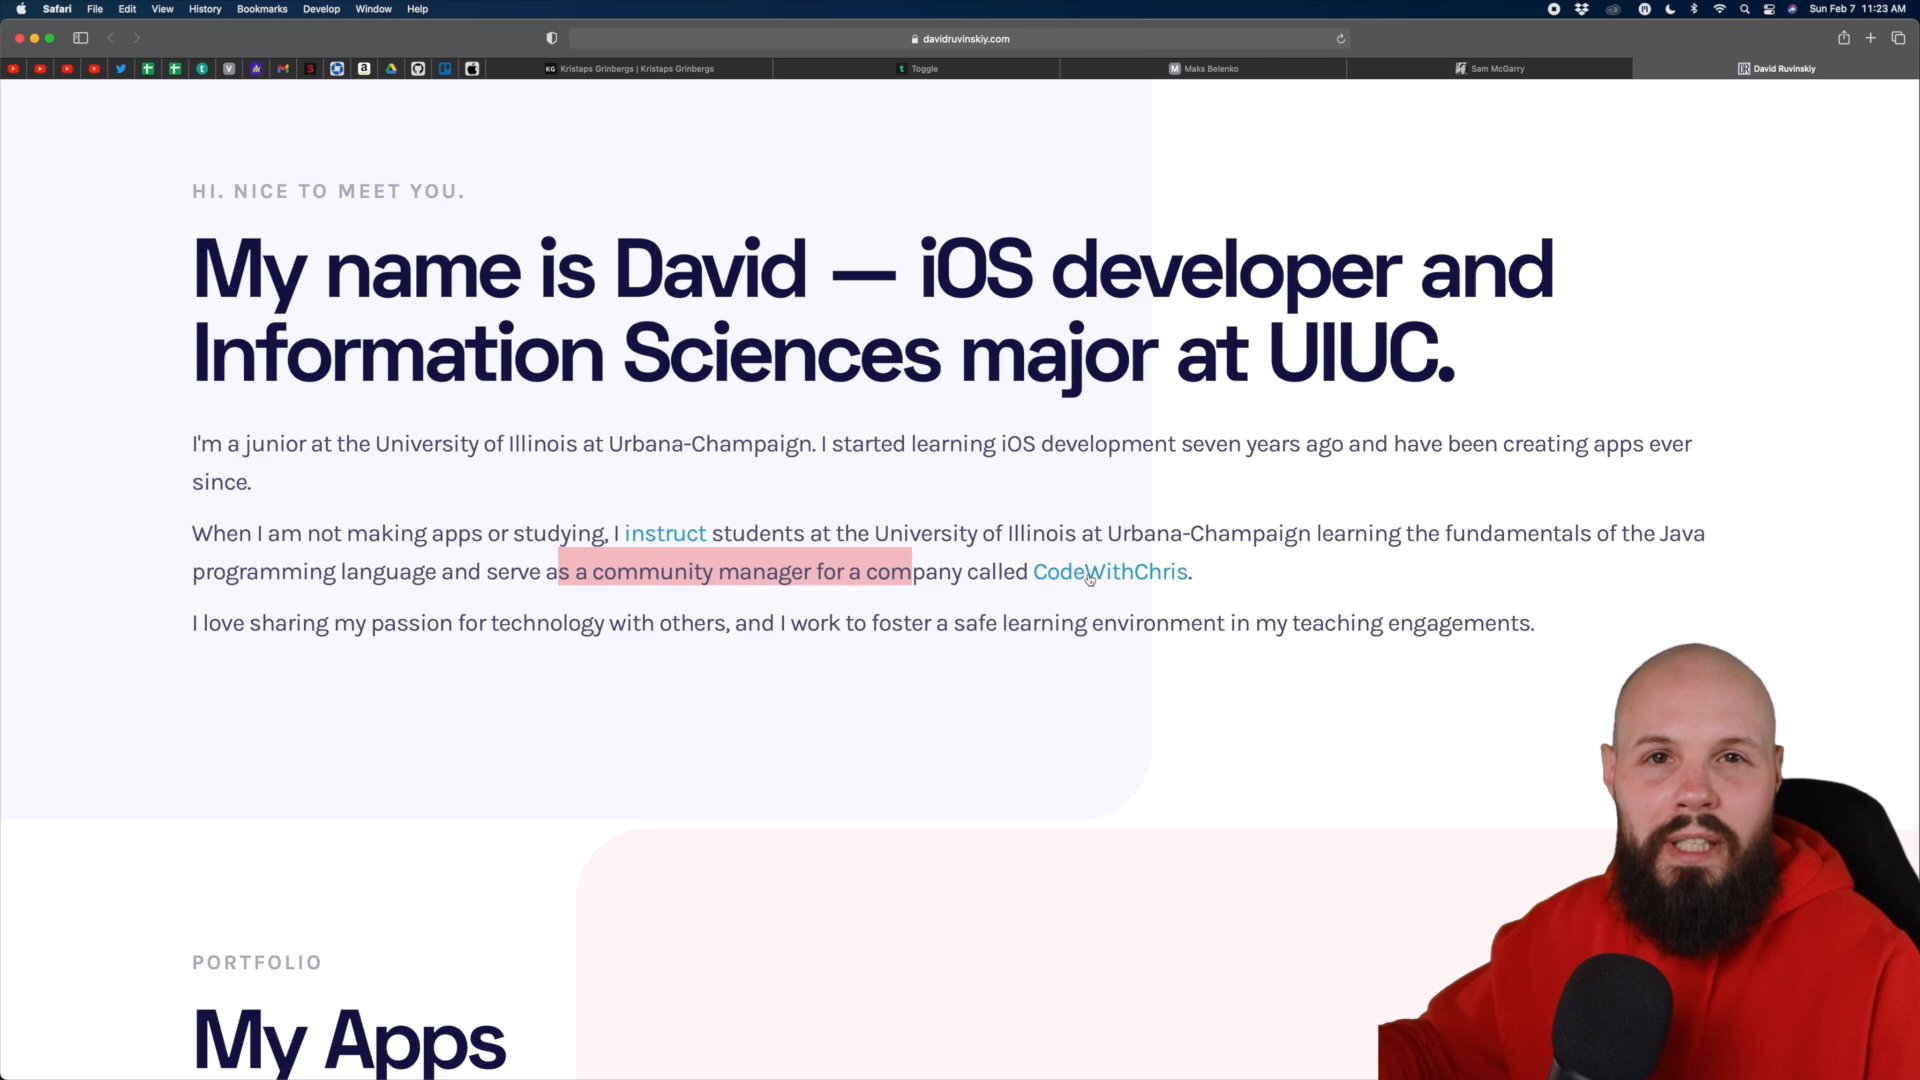 Safari File Edit View History Bookmarks Develop Window Help Sun Feb 7 11:23 AM
davidruvinskiy.com
KG Kristaps Grinbergs | Kristaps Grinbergs t Toggle M Maks Belenko Sam McGarry DR David Ruvinskiy
HI. NICE TO MEET YOU.
My name is David — iOS developer and
Information Sciences major at UIUC.
I'm a junior at the University of Illinois at Urbana-Champaign. I started learning iOS development seven years ago and have been creating apps ever
since.
When I am not making apps or studying, I instruct students at the University of Illinois at Urbana-Champaign learning the fundamentals of the Java
programming language and serve as a community manager for a company called CodeWithChris.
I love sharing my passion for technology with others, and I work to foster a safe learning environment in my teaching engagements.
PORTFOLIO
My Apps